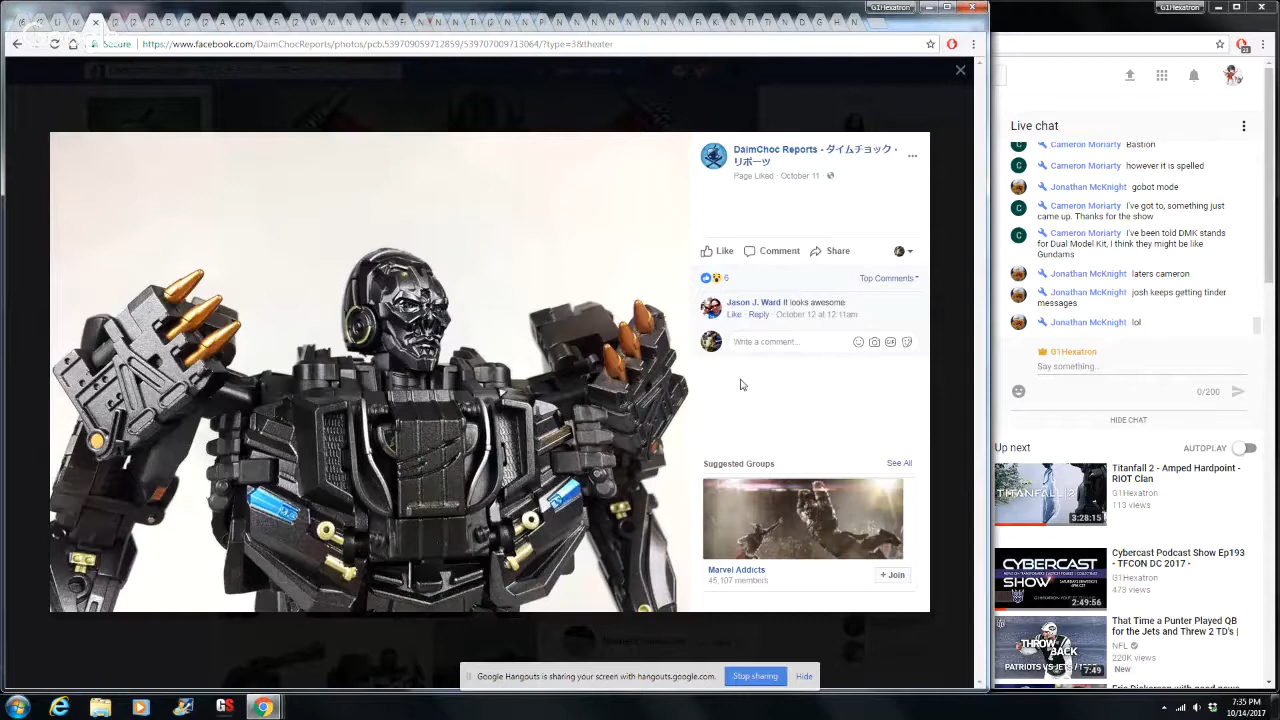 G1Hexatron
G1Hexatron
Secure
https://www.facebook.com/DaimChocReports/photos/pcb.539709059712859/539707009713064/?type=3&theater
DaimChoc Reports - ダイムチョック・
リポーツ
Page Liked · October 11 ·
Like Comment Share
6 Top Comments
Jason J. Ward It looks awesome
Like · Reply · October 12 at 12:11am
Write a comment...
Suggested Groups See All
Marvel Addicts
45,107 members
+ Join
Live chat
Cameron Moriarty Bastion
Cameron Moriarty however it is spelled
Jonathan McKnight gobot mode
Cameron Moriarty I've got to, something just
came up. Thanks for the show
Cameron Moriarty I've been told DMK stands
for Dual Model Kit, I think they might be like
Gundams
Jonathan McKnight laters cameron
Jonathan McKnight josh keeps getting tinder
messages
Jonathan McKnight lol
G1Hexatron
Say something...
0/200
HIDE CHAT
Up next AUTOPLAY
TITANFALL 2
3:28:15
Titanfall 2 - Amped Hardpoint -
RIOT Clan
G1Hexatron
113 views
CYBERCAST
SHOW
2:49:56
Cybercast Podcast Show Ep193
- TFCON DC 2017 -
G1Hexatron
473 views
THROW
BACK
PATRIOTS VS JETS
7:49
That Time a Punter Played QB
for the Jets and Threw 2 TD's |
NFL
220K views
New
Google Hangouts is sharing your screen with hangouts.google.com.
Stop sharing
Hide
GS
7:35 PM
10/14/2017